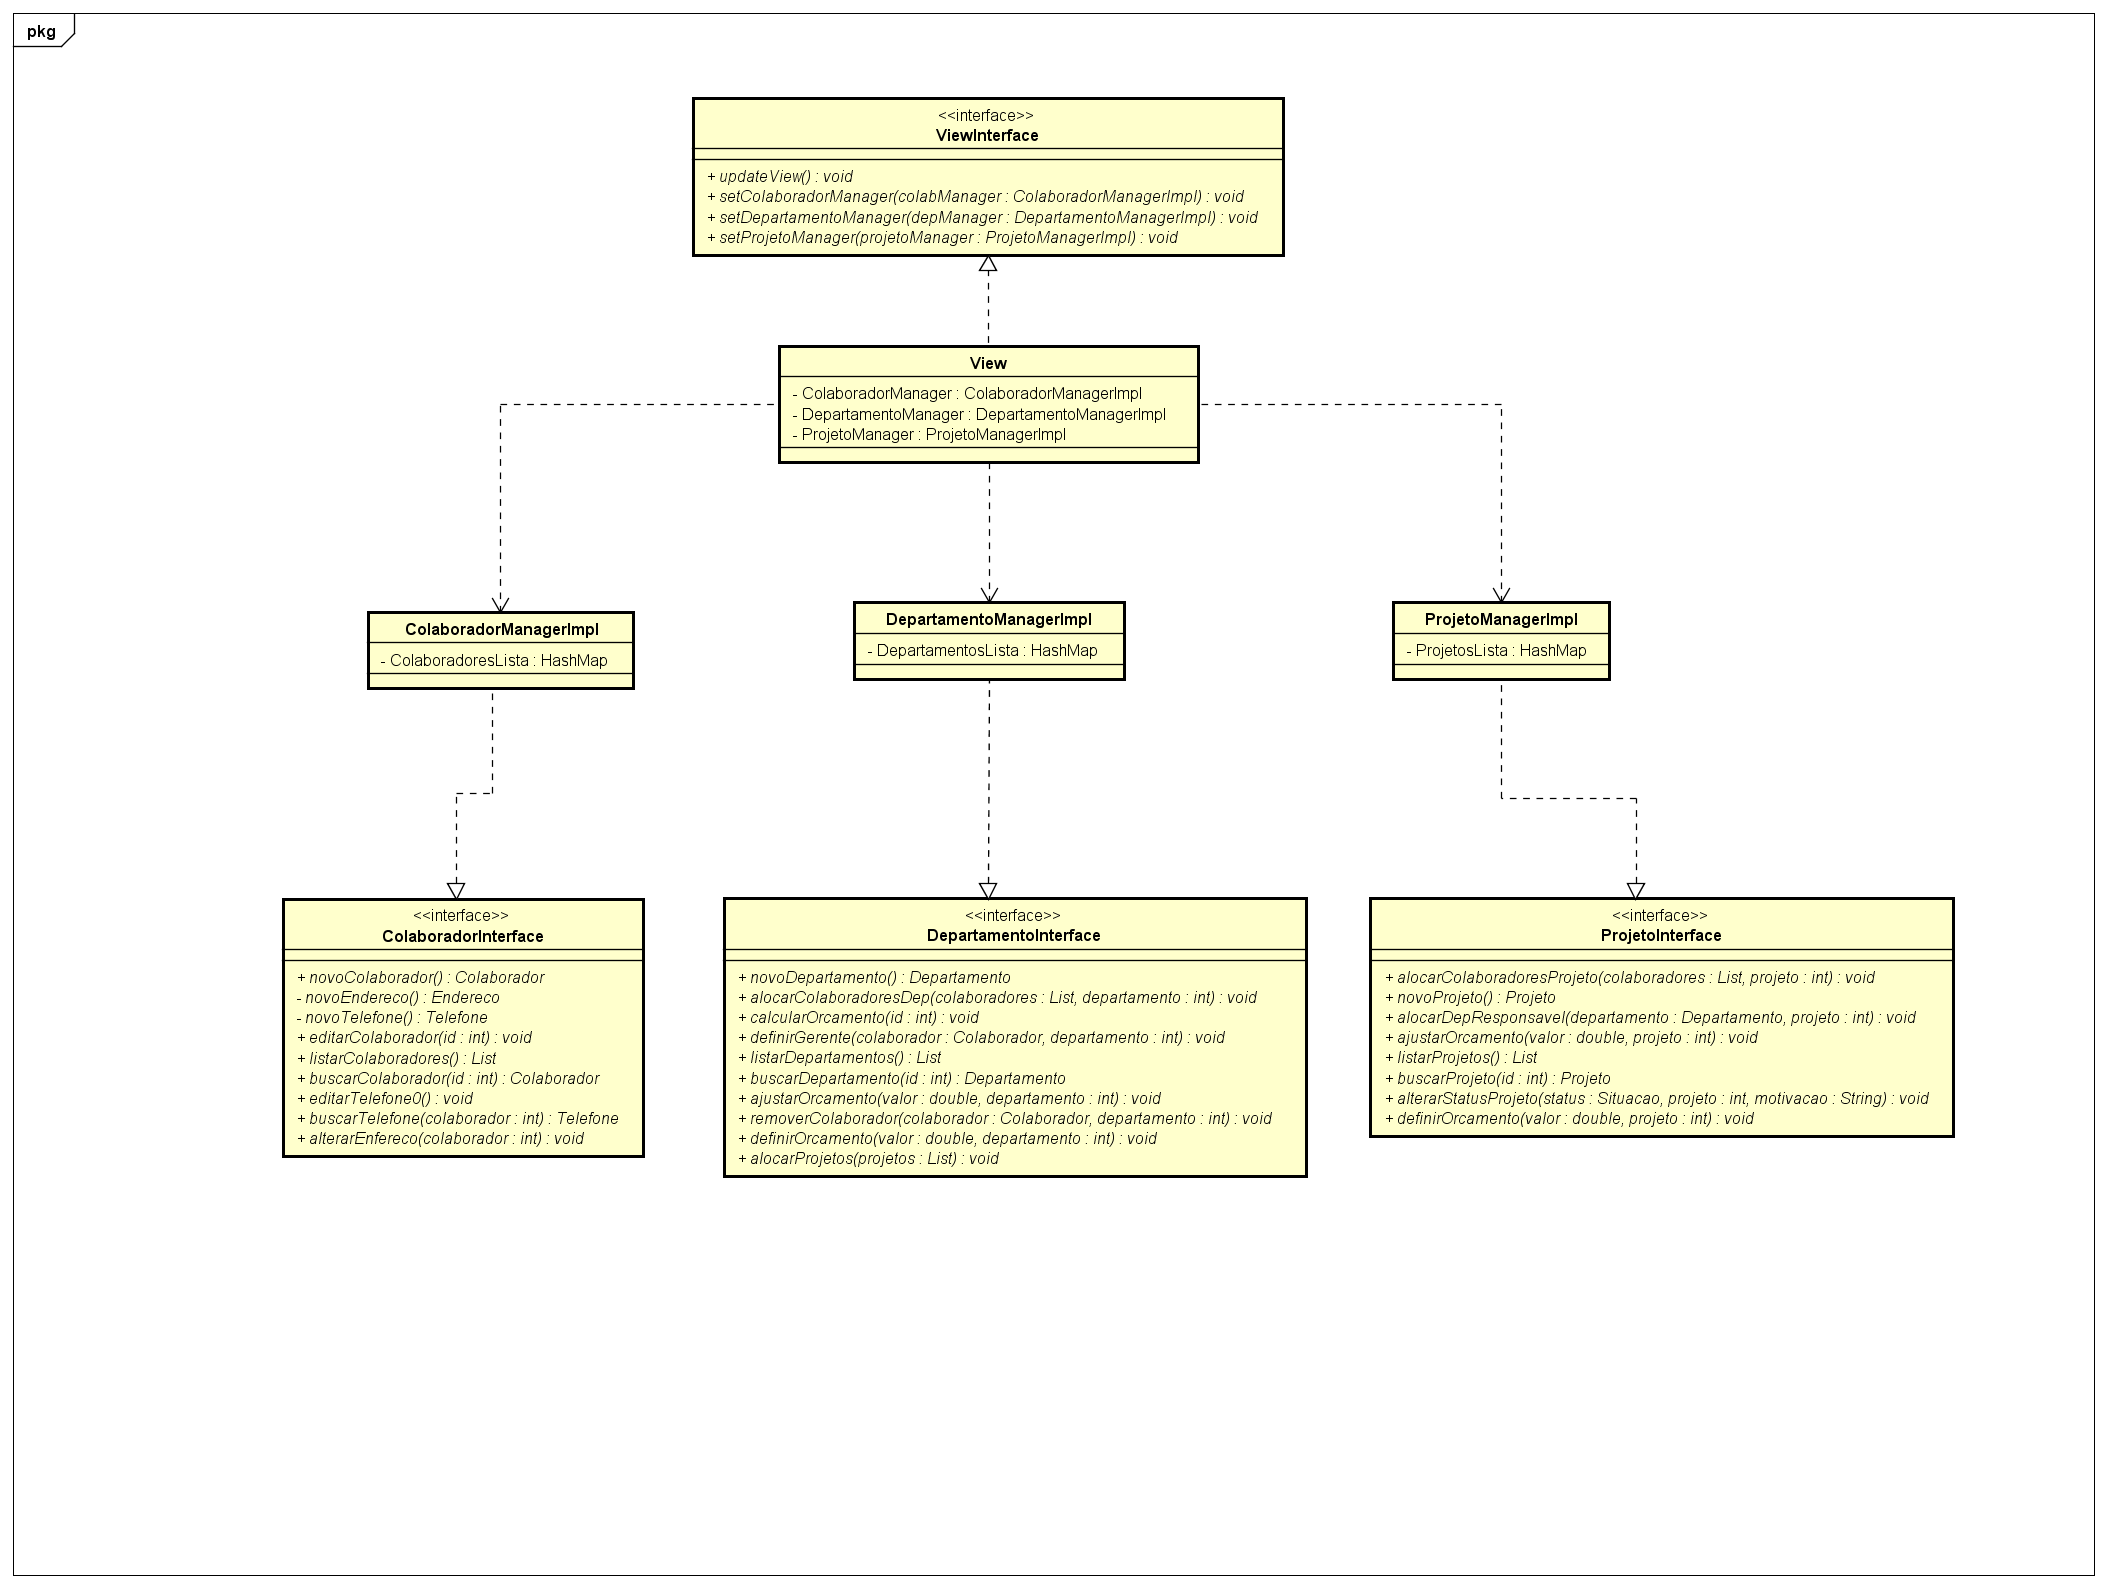 pkg
<<interface>>
ViewInterface
+ updateView() : void
+ setColaboradorManager(colabManager : ColaboradorManagerImpl) : void
+ setDepartamentoManager(depManager : DepartamentoManagerImpl) : void
+ setProjetoManager(projetoManager : ProjetoManagerImpl) : void
View
- ColaboradorManager : ColaboradorManagerImpl
- DepartamentoManager : DepartamentoManagerImpl
- ProjetoManager : ProjetoManagerImpl
ColaboradorManagerImpl
- ColaboradoresLista : HashMap
DepartamentoManagerImpl
- DepartamentosLista : HashMap
ProjetoManagerImpl
- ProjetosLista : HashMap
<<interface>>
ColaboradorInterface
+ novoColaborador() : Colaborador
- novoEndereco() : Endereco
- novoTelefone() : Telefone
+ editarColaborador(id : int) : void
+ listarColaboradores() : List
+ buscarColaborador(id : int) : Colaborador
+ editarTelefone0() : void
+ buscarTelefone(colaborador : int) : Telefone
+ alterarEnfereco(colaborador : int) : void
<<interface>>
DepartamentoInterface
+ novoDepartamento() : Departamento
+ alocarColaboradoresDep(colaboradores : List, departamento : int) : void
+ calcularOrcamento(id : int) : void
+ definirGerente(colaborador : Colaborador, departamento : int) : void
+ listarDepartamentos() : List
+ buscarDepartamento(id : int) : Departamento
+ ajustarOrcamento(valor : double, departamento : int) : void
+ removerColaborador(colaborador : Colaborador, departamento : int) : void
+ definirOrcamento(valor : double, departamento : int) : void
+ alocarProjetos(projetos : List) : void
<<interface>>
ProjetoInterface
+ alocarColaboradoresProjeto(colaboradores : List, projeto : int) : void
+ novoProjeto() : Projeto
+ alocarDepResponsavel(departamento : Departamento, projeto : int) : void
+ ajustarOrcamento(valor : double, projeto : int) : void
+ listarProjetos() : List
+ buscarProjeto(id : int) : Projeto
+ alterarStatusProjeto(status : Situacao, projeto : int, motivacao : String) : void
+ definirOrcamento(valor : double, projeto : int) : void